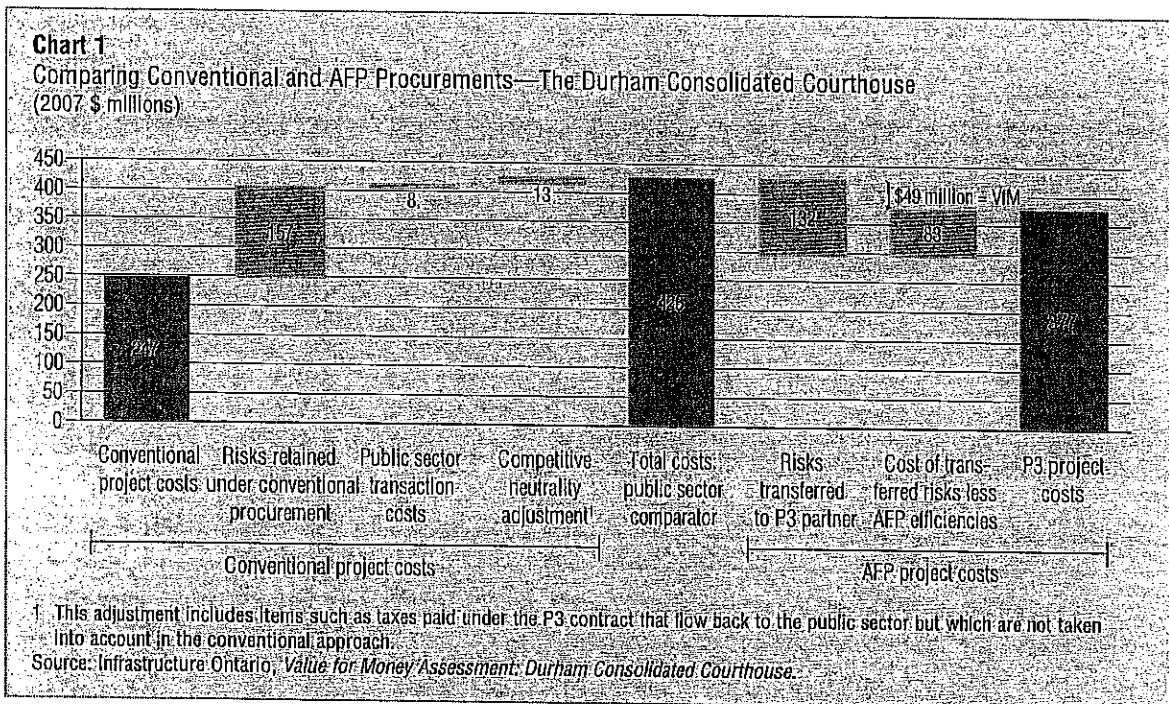 Chart 1
Comparing Conventional and AFP Procurements—The Durham Consolidated Courthouse
(2007 $ millions)
450
400
350
300
250
200
150
100
50
0
247
157
8
13
426
132
$49 million = VfM
83
377
Conventional project costs
Risks retained under conventional procurement
Public sector transaction costs
Competitive neutrality adjustment¹
Total costs public sector comparator
Risks transferred to P3 partner
Cost of trans-ferred risks less AFP efficiencies
P3 project costs
Conventional project costs
AFP project costs
1 This adjustment includes items such as taxes paid under the P3 contract that flow back to the public sector but which are not taken
into account in the conventional approach.
Source: Infrastructure Ontario, Value for Money Assessment: Durham Consolidated Courthouse.